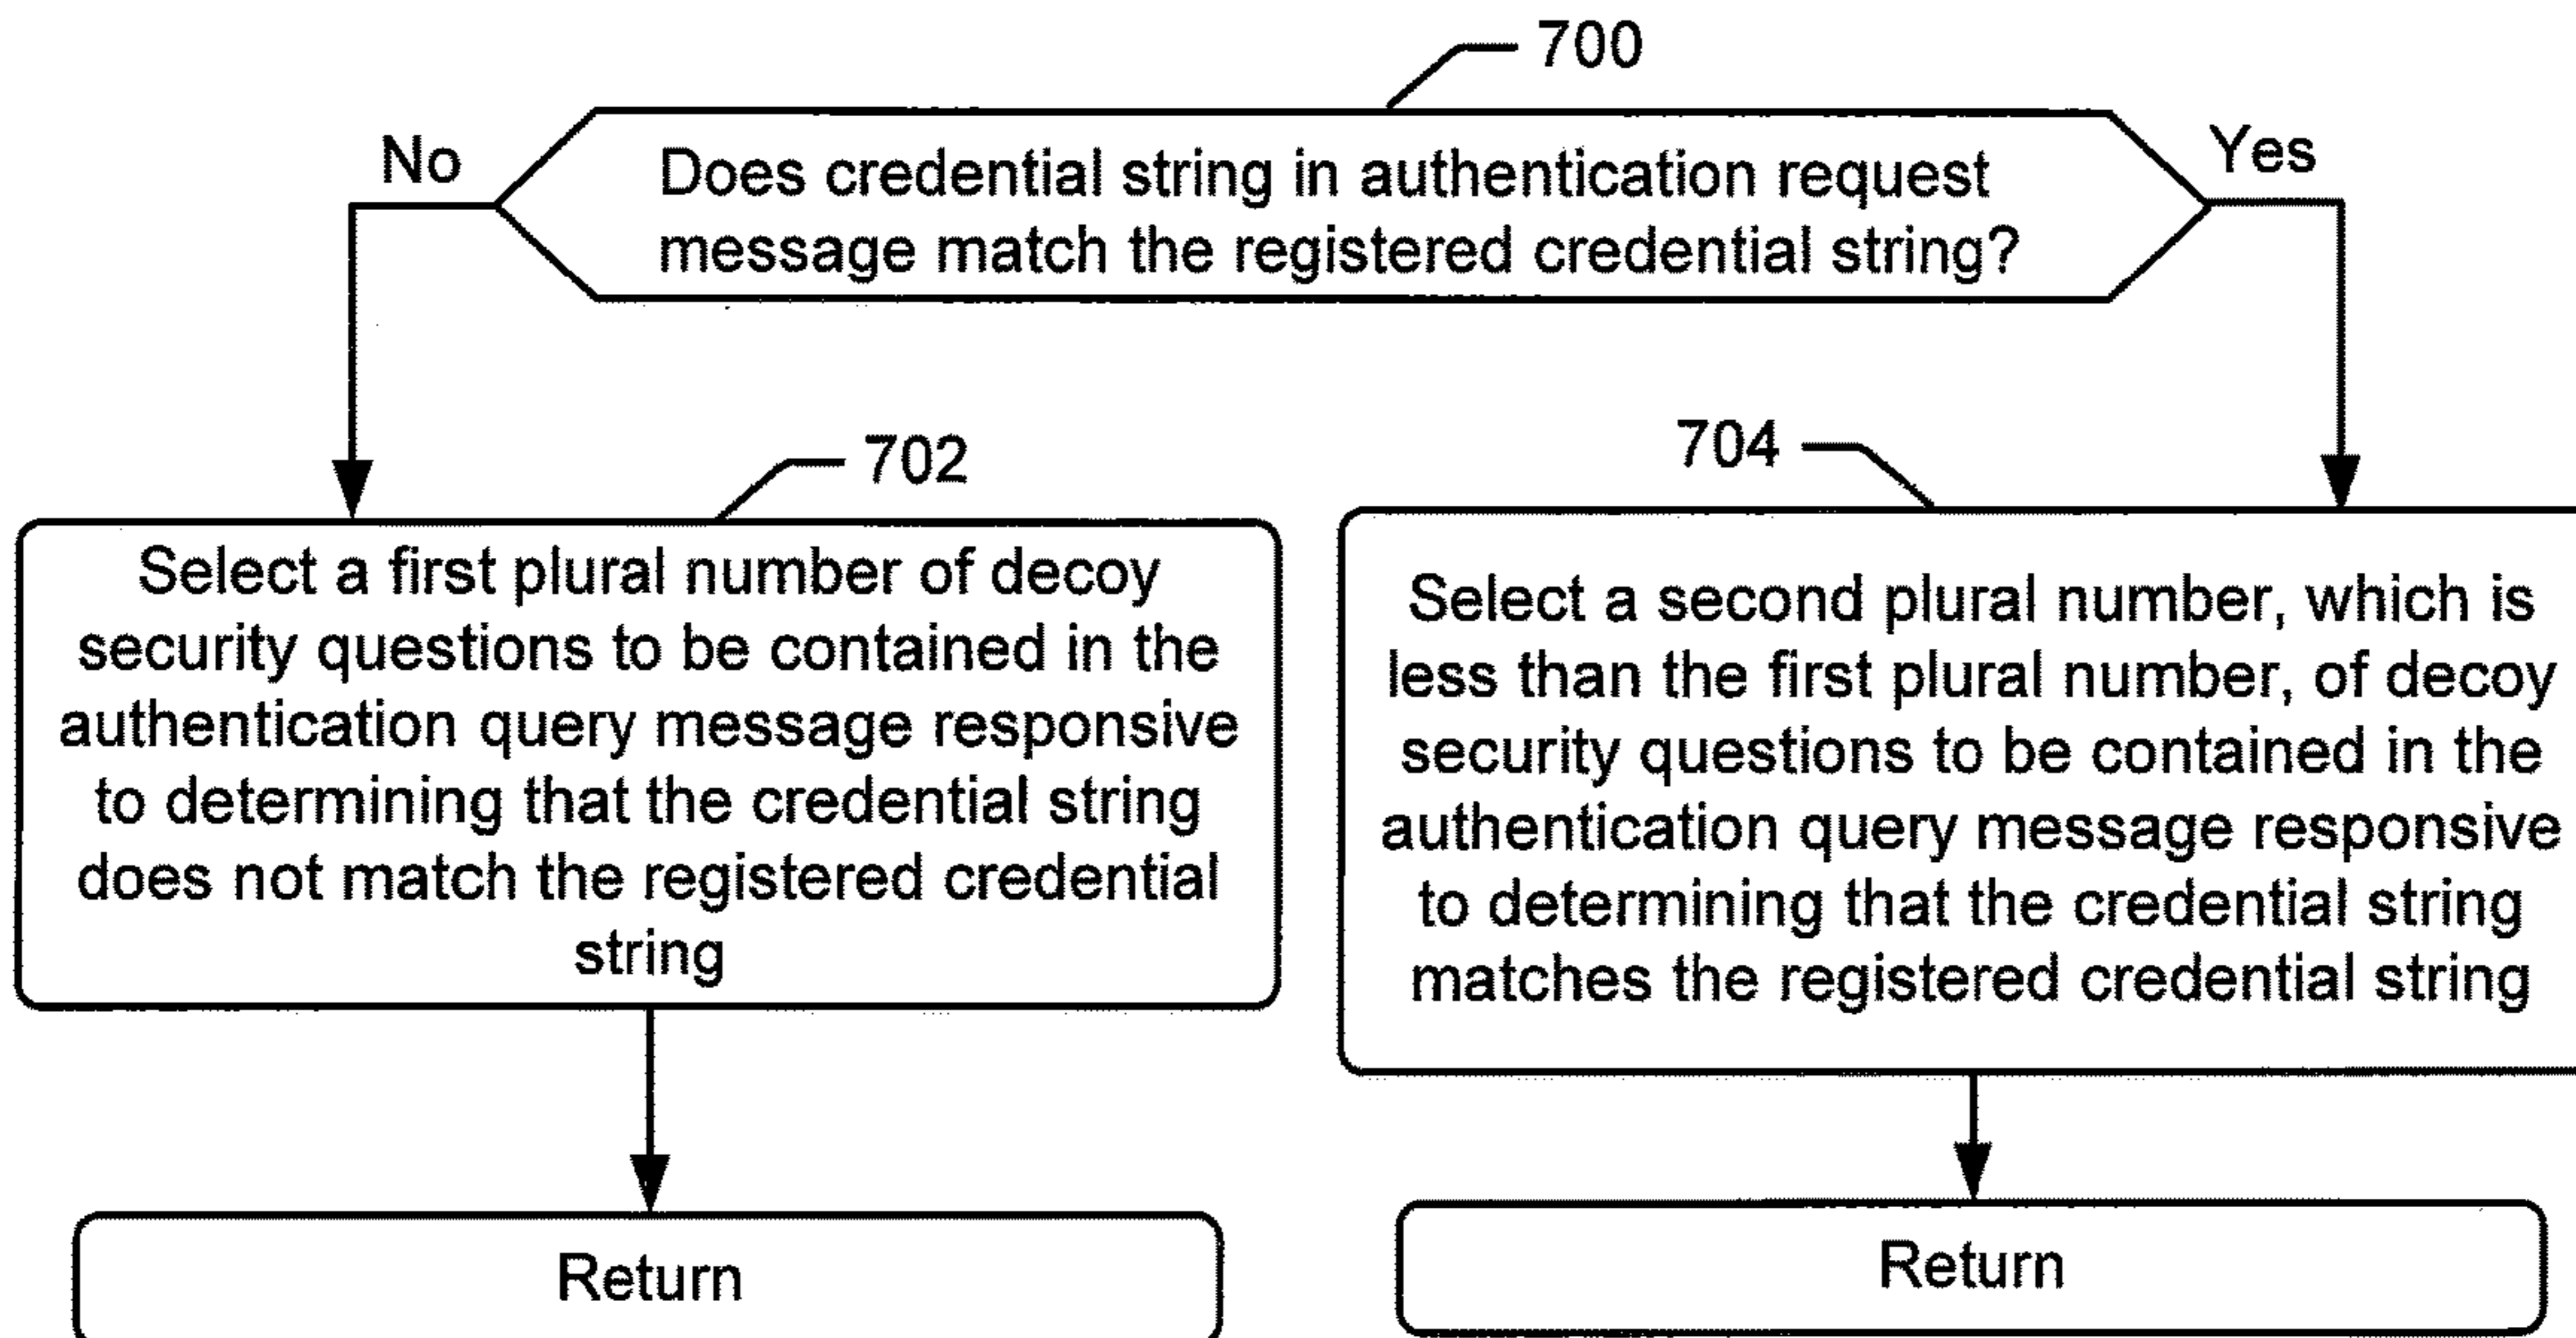 700
No
Does credential string in authentication request
message match the registered credential string?
Yes
702
Select a first plural number of decoy
security questions to be contained in the
authentication query message responsive
to determining that the credential string
does not match the registered credential
string
Return
704
Select a second plural number, which is
less than the first plural number, of decoy
security questions to be contained in the
authentication query message responsive
to determining that the credential string
matches the registered credential string
Return